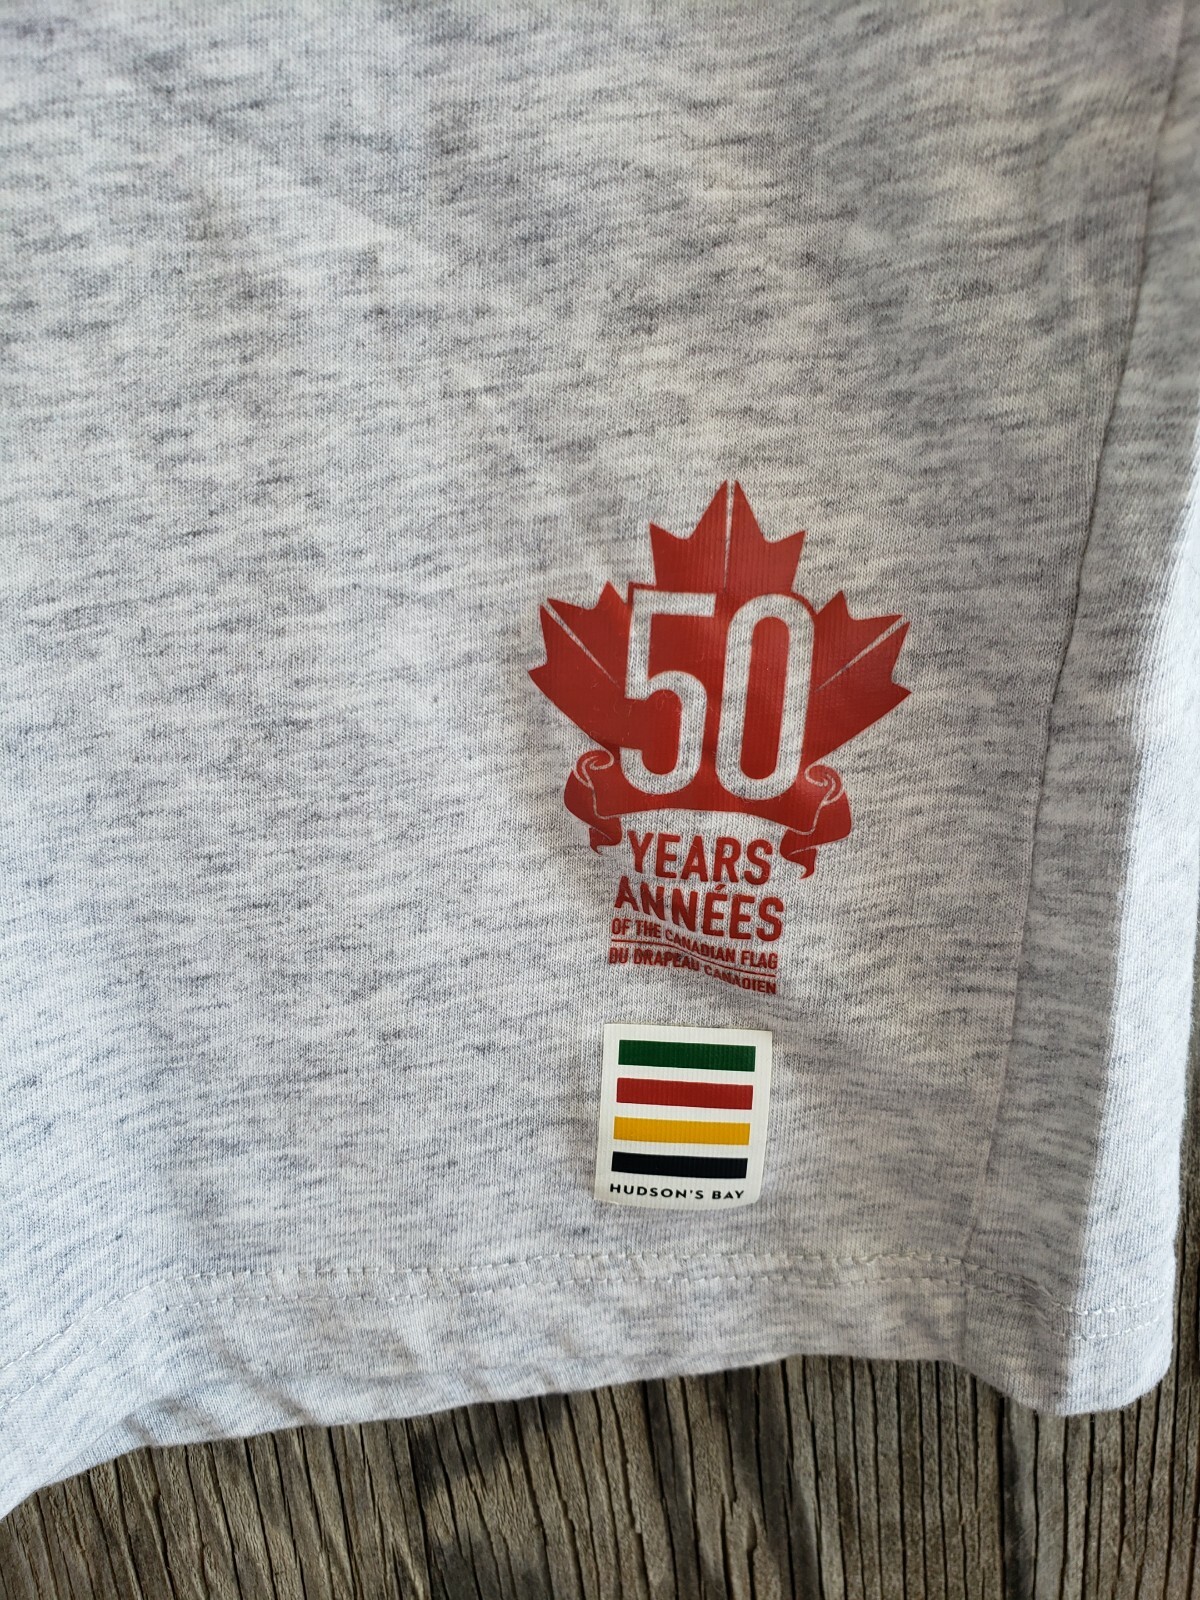 50
YEARS
ANNÉES
OF THE CANADIAN FLAG
DU DRAPEAU CANADIEN
HUDSON'S BAY